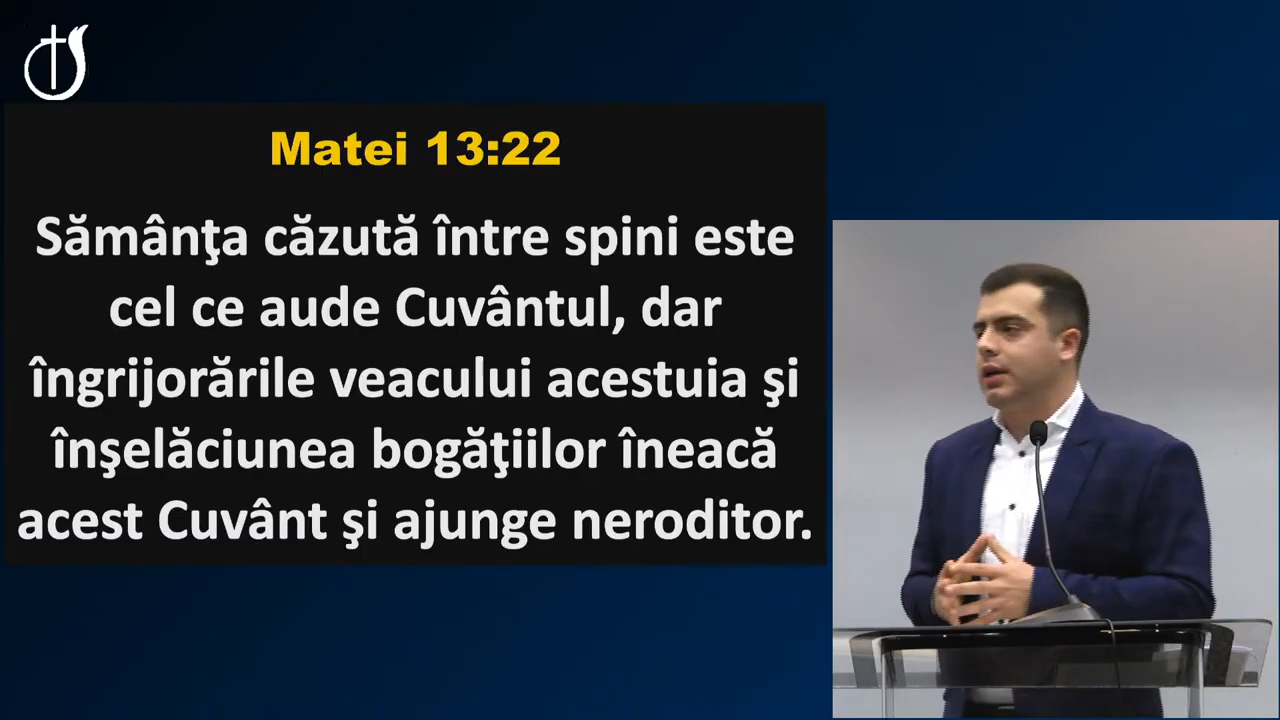 Matei 13:22
Sămânţa căzută între spini este
cel ce aude Cuvântul, dar
îngrijorările veacului acestuia şi
înşelăciunea bogăţiilor îneacă
acest Cuvânt şi ajunge neroditor.